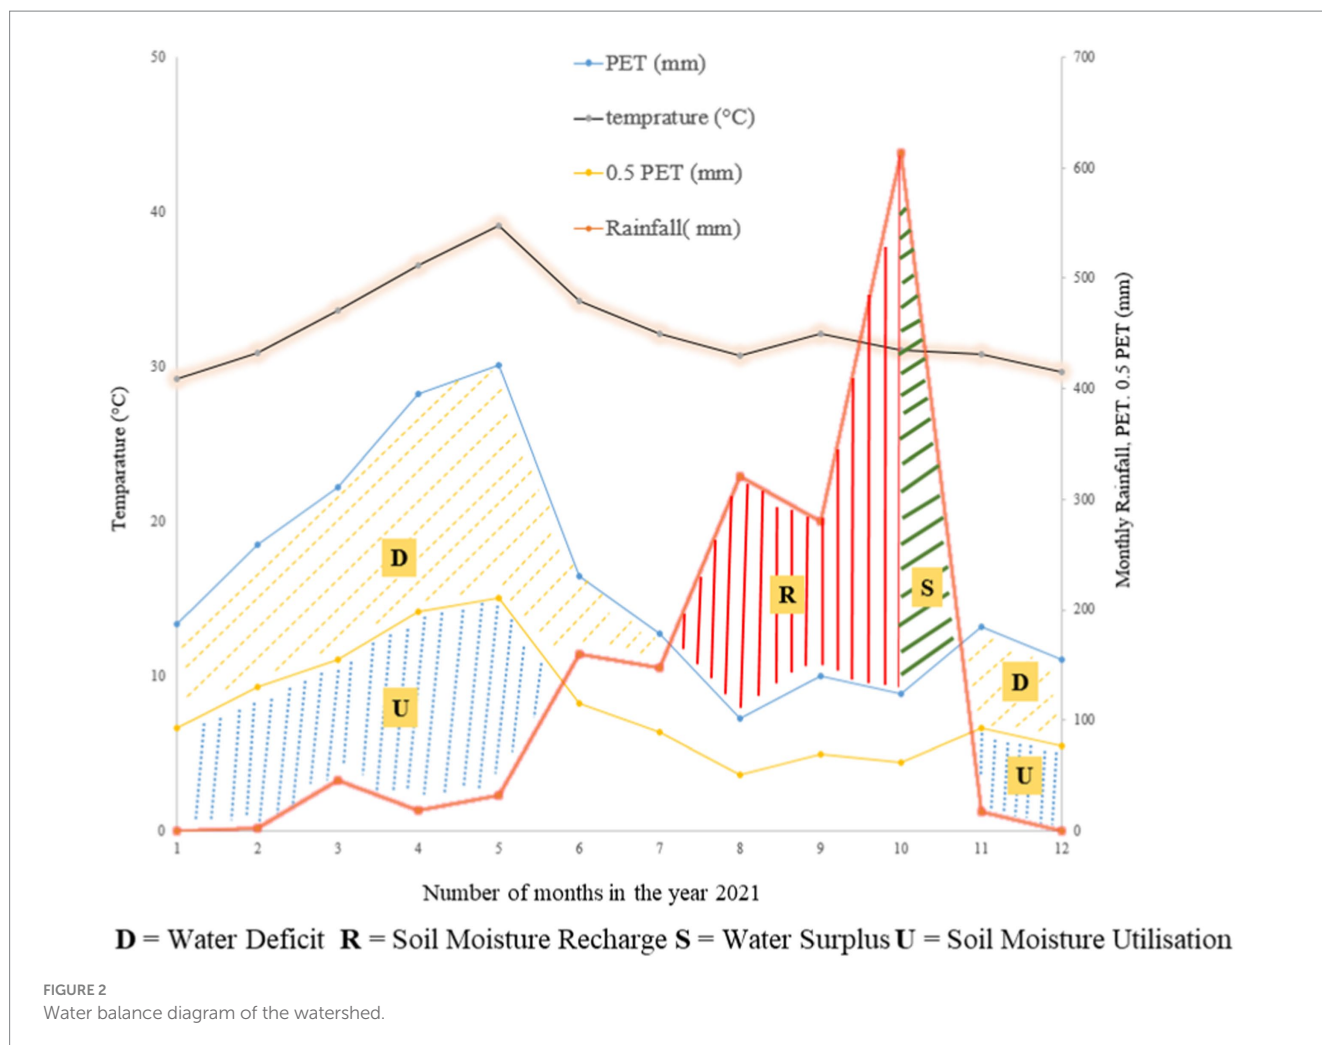 PET (mm)
temprature (°C)
0.5 PET (mm)
Rainfall( mm)
50
40
30
20
10
0
Temparature (°C)
700
600
500
400
300
200
100
0
Monthly Rainfall, PET. 0.5 PET (mm)
D
U
R
S
D
U
1 2 3 4 5 6 7 8 9 10 11 12
Number of months in the year 2021
D = Water Deficit R = Soil Moisture Recharge S = Water Surplus U = Soil Moisture Utilisation
FIGURE 2
Water balance diagram of the watershed.